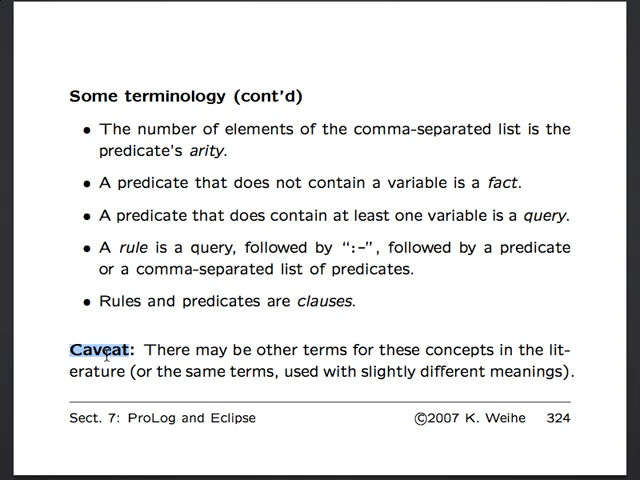 Some terminology (cont'd)
• The number of elements of the comma-separated list is the
predicate's arity.
• A predicate that does not contain a variable is a fact.
• A predicate that does contain at least one variable is a query.
• A rule is a query, followed by “:–”, followed by a predicate
or a comma-separated list of predicates.
• Rules and predicates are clauses.
Caveat: There may be other terms for these concepts in the lit-
erature (or the same terms, used with slightly different meanings).
Sect. 7: ProLog and Eclipse ©2007 K. Weihe 324